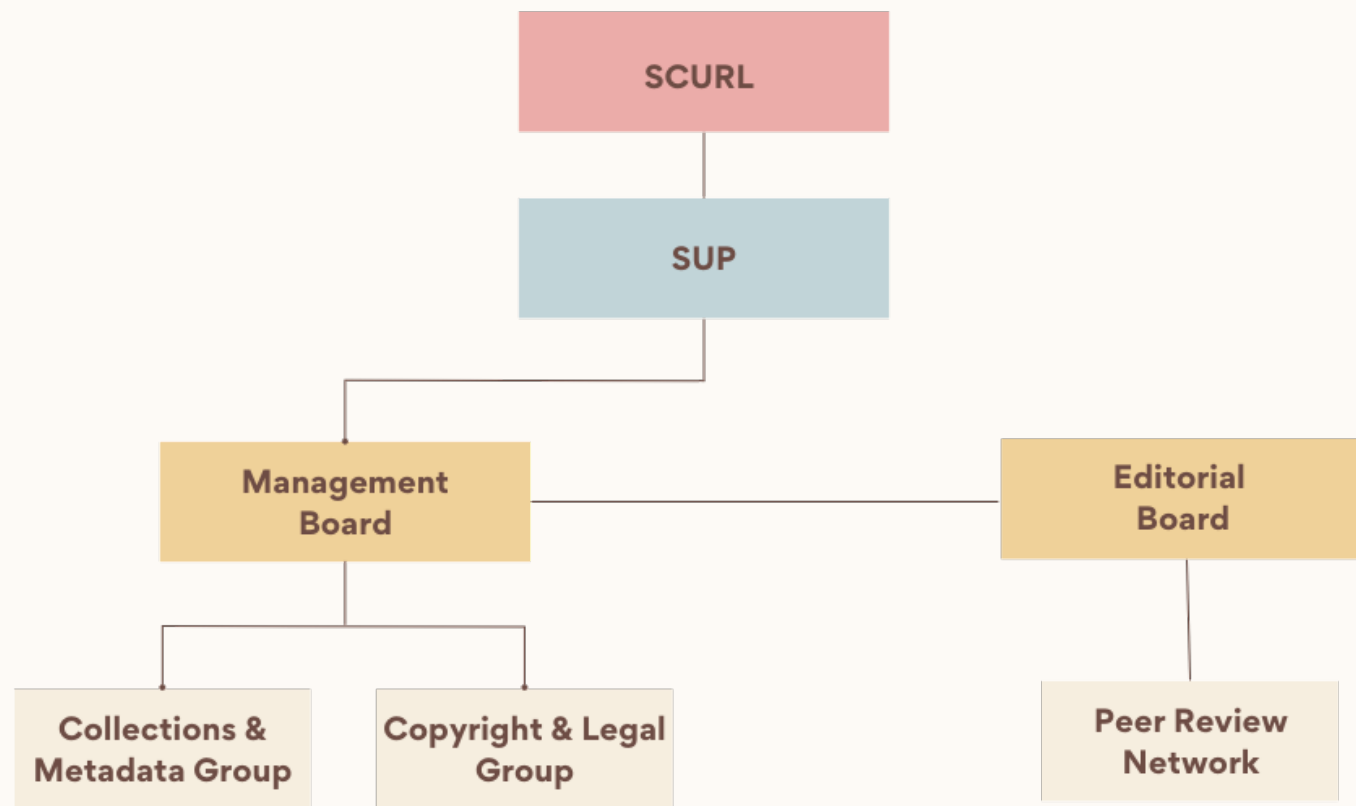 SCURL
SUP
Management
Board
Editorial
Board
Collections &
Metadata Group
Copyright & Legal
Group
Peer Review
Network